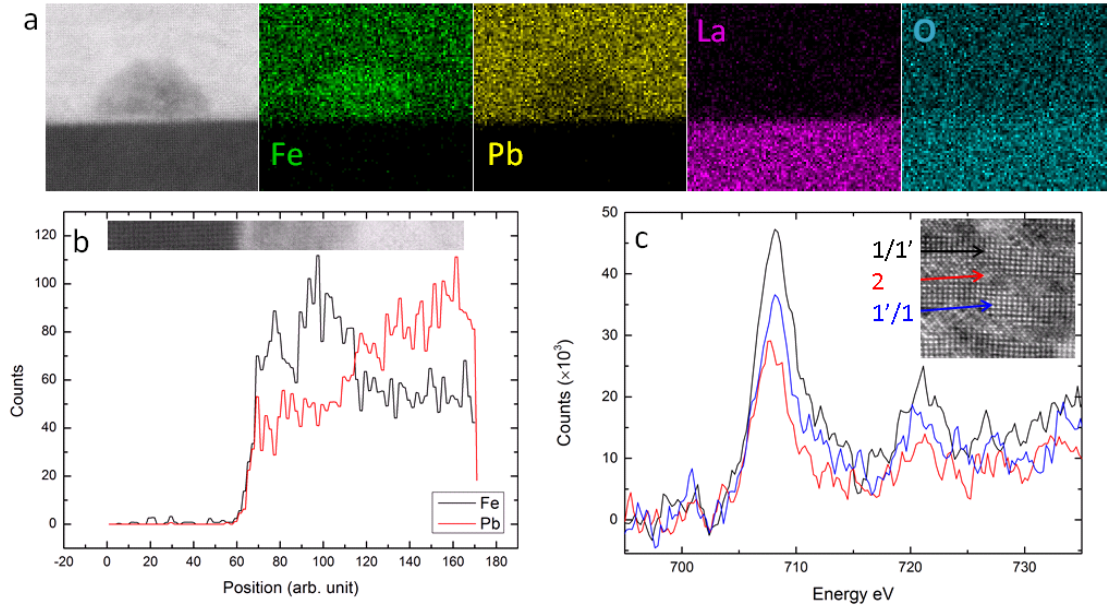 a
Fe
Pb
La
O
b
120
100
80
60
40
20
0
Counts
-20 0 20 40 60 80 100 120 140 160 180
Position (arb. unit)
Fe
Pb
c
50
40
30
20
10
0
Counts (×10³)
700 710 720 730
Energy eV
1/1'
2
1'/1